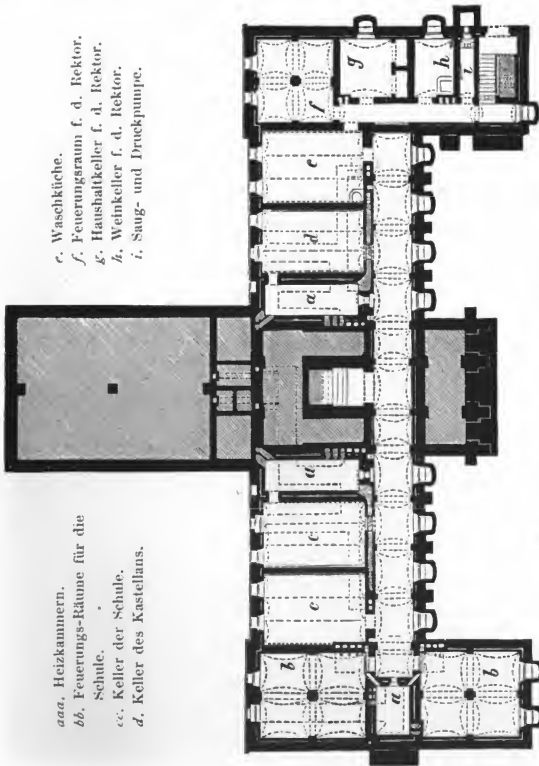 aaa. Heizkammern.
bb. Feuerungs-Räume für die
Schule.
cc. Keller der Schule.
d. Keller des Kastellans.
e. Waschküche.
f. Feuerungsraum f. d. Rektor.
g. Haushaltkeller f. d. Rektor.
h. Weinkeller f. d. Rektor.
i. Saug- und Druckpumpe.
b
a
b
c
c
a
a
d
e
f
g
h
i